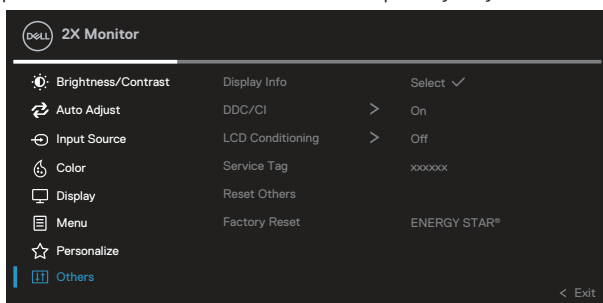 DELL 2X Monitor
Brightness/Contrast Display Info Select ✓
Auto Adjust DDC/CI > On
Input Source LCD Conditioning > Off
Color Service Tag xxxxxx
Display Reset Others
Menu Factory Reset ENERGY STAR®
Personalize
Others
< Exit